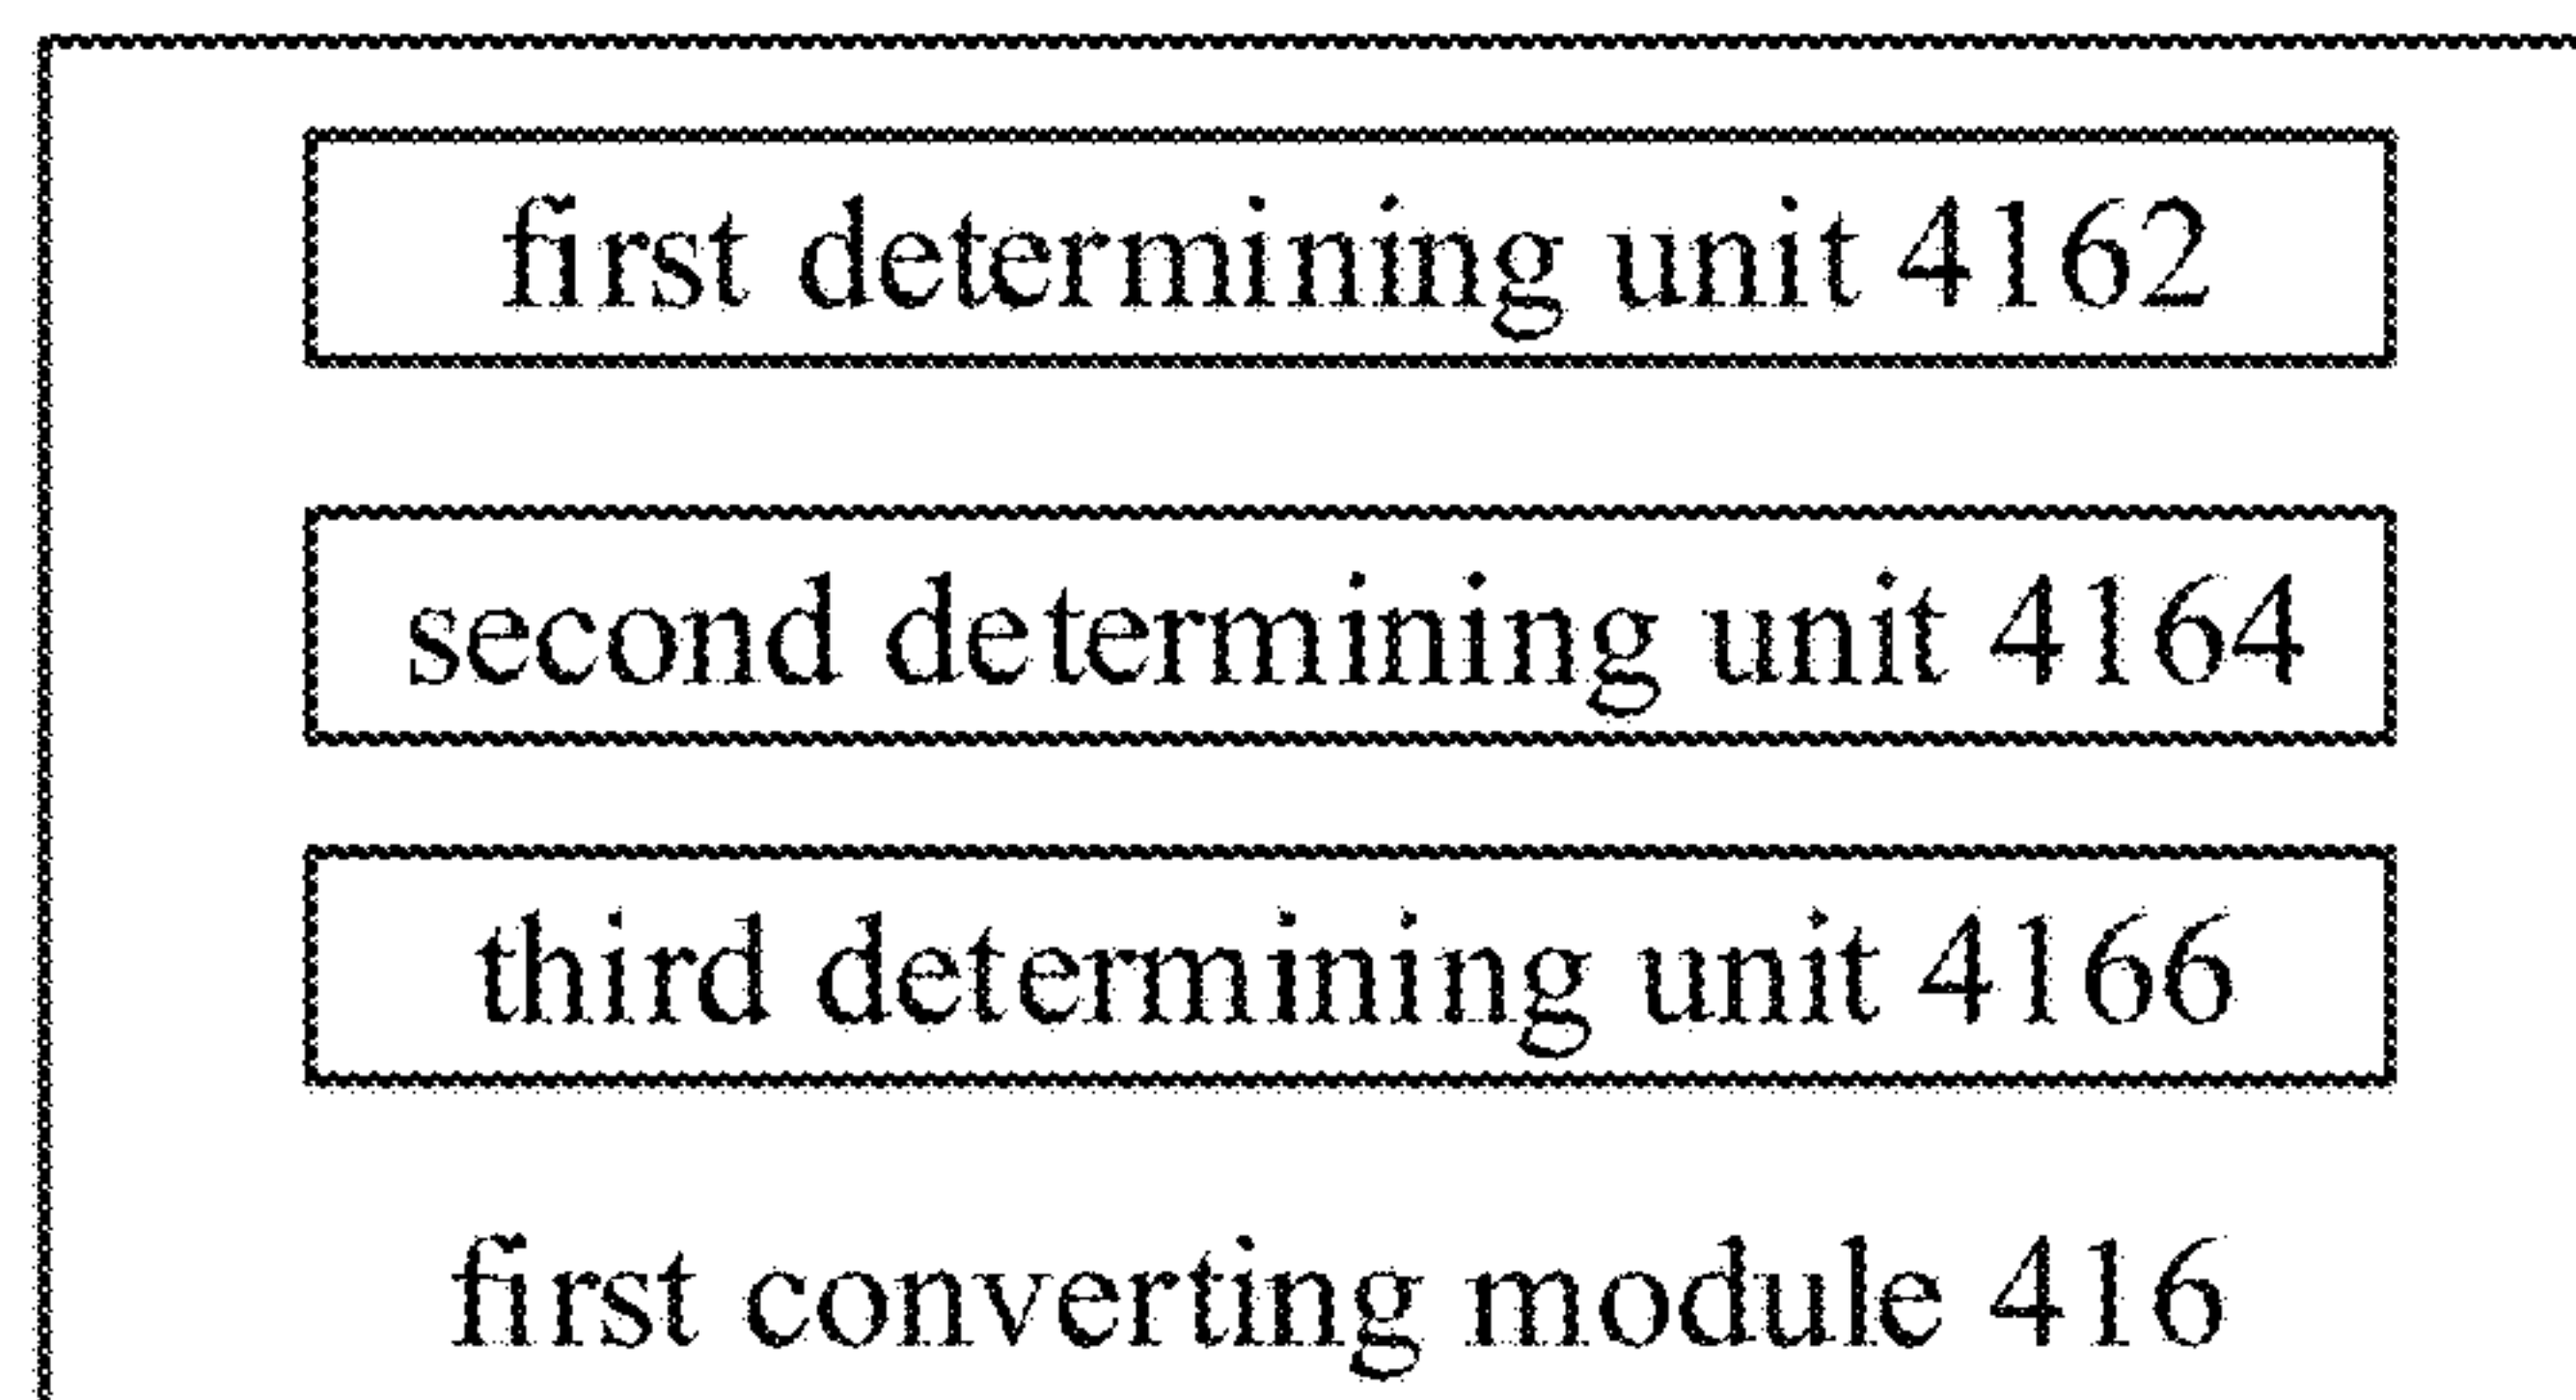 first determining unit 4162
second determining unit 4164
third determining unit 4166
first converting module 416